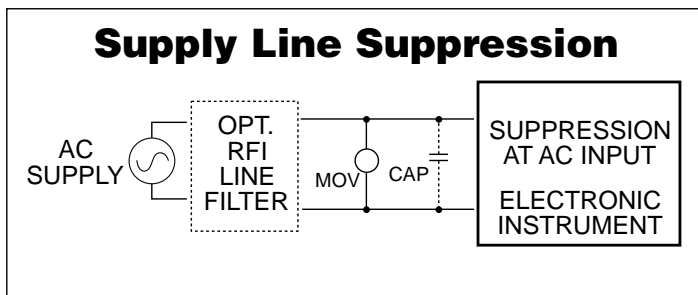 Supply Line Suppression
AC
SUPPLY
OPT.
RFI
LINE
FILTER
MOV
CAP
SUPPRESSION
AT AC INPUT
ELECTRONIC
INSTRUMENT